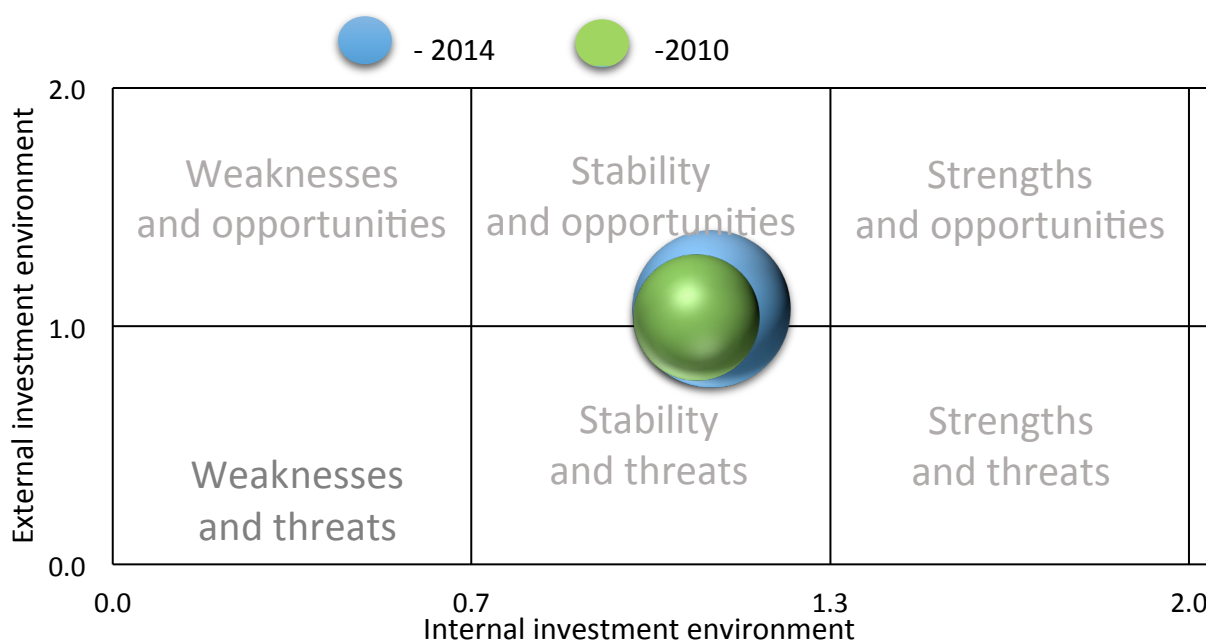 - 2014
-2010
External investment environment
2.0
1.0
0.0
Weaknesses
and opportunities
Stability
and opportunities
Strengths
and opportunities
Weaknesses
and threats
Stability
and threats
Strengths
and threats
0.0
0.7
1.3
2.0
Internal investment environment